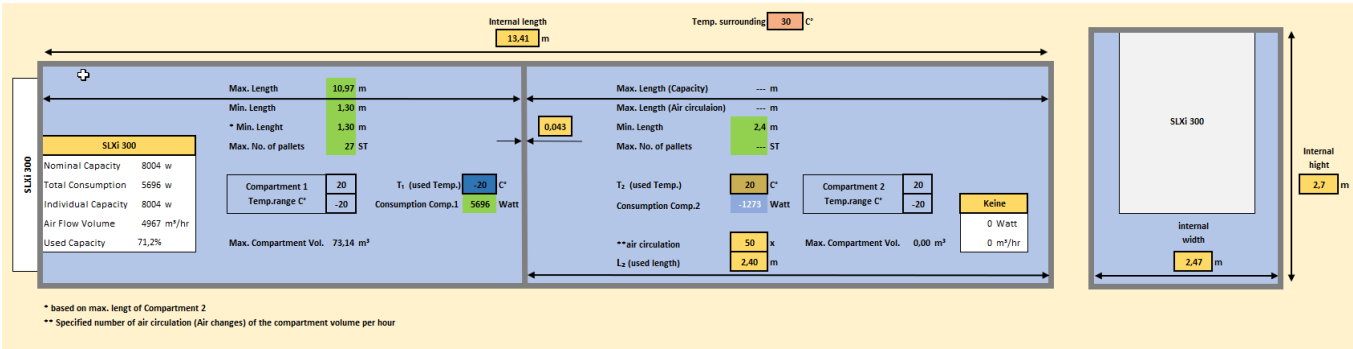 Internal length
13,41 m
Temp. surrounding 30 C°
Max. Length 10,97 m
Min. Length 1,30 m
* Min. Lenght 1,30 m
Max. No. of pallets 27 ST
0,043
Max. Length (Capacity) --- m
Max. Length (Air circulaion) --- m
Min. Length 2,4 m
Max. No. of pallets --- ST
SLXi 300
SLXi 300
Nominal Capacity 8004 w
Total Consumption 5696 w
Individual Capacity 8004 w
Air Flow Volume 4967 m³/hr
Used Capacity 71,2%
Compartment 1 20
Temp.range C° -20
T₁ (used Temp.) -20 C°
Consumption Comp.1 5696 Watt
Max. Compartment Vol. 73,14 m³
T₂ (used Temp.) 20 C°
Consumption Comp.2 -1273 Watt
Compartment 2 20
Temp.range C° -20
Keine
0 Watt
0 m³/hr
**air circulation 50 x
Max. Compartment Vol. 0,00 m³
L₂ (used length) 2,40 m
SLXi 300
Internal
hight
2,7 m
internal
width
2,47 m
* based on max. lengt of Compartment 2
** Specified number of air circulation (Air changes) of the compartment volume per hour